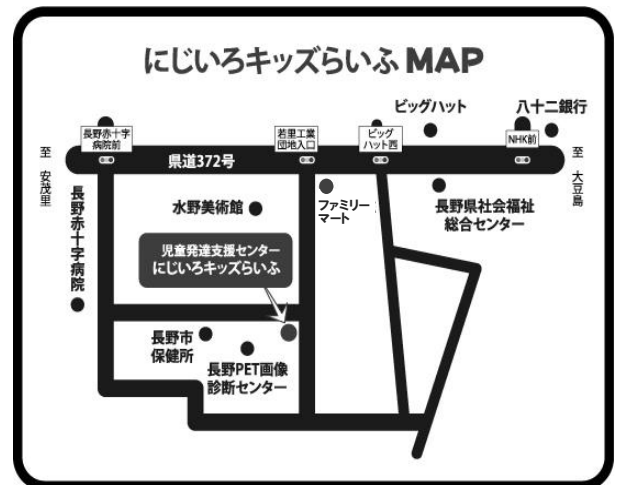 にじいろキッズらいふ MAP
ビッグハット
八十二銀行
長野赤十字
病院前
若里工業
団地入口
ビッグ
ハット西
NHK前
至 安茂里
県道372号
至 大豆島
長野赤十字病院
水野美術館
ファミリー
マート
長野県社会福祉
総合センター
児童発達支援センター
にじいろキッズらいふ
長野市
保健所
長野PET画像
診断センター